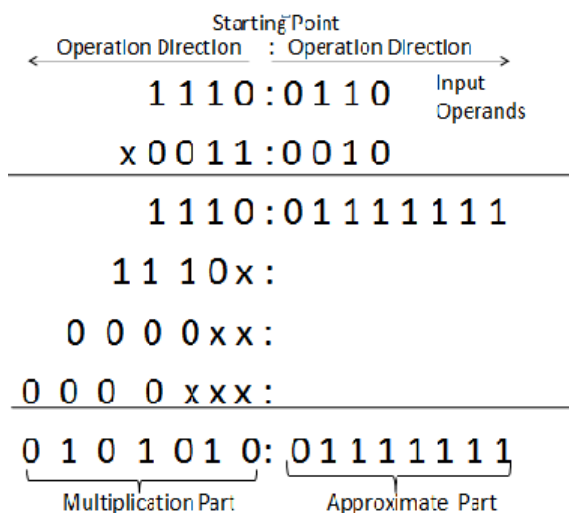 Starting Point
Operation Direction : Operation Direction
1 1 1 0 : 0 1 1 0 Input
Operands
x 0 0 1 1 : 0 0 1 0
1 1 1 0 : 0 1 1 1 1 1 1 1
1 1 1 0 x :
0 0 0 0 x x :
0 0 0 0 x x x :
0 1 0 1 0 1 0 : 0 1 1 1 1 1 1 1
Multiplication Part Approximate Part